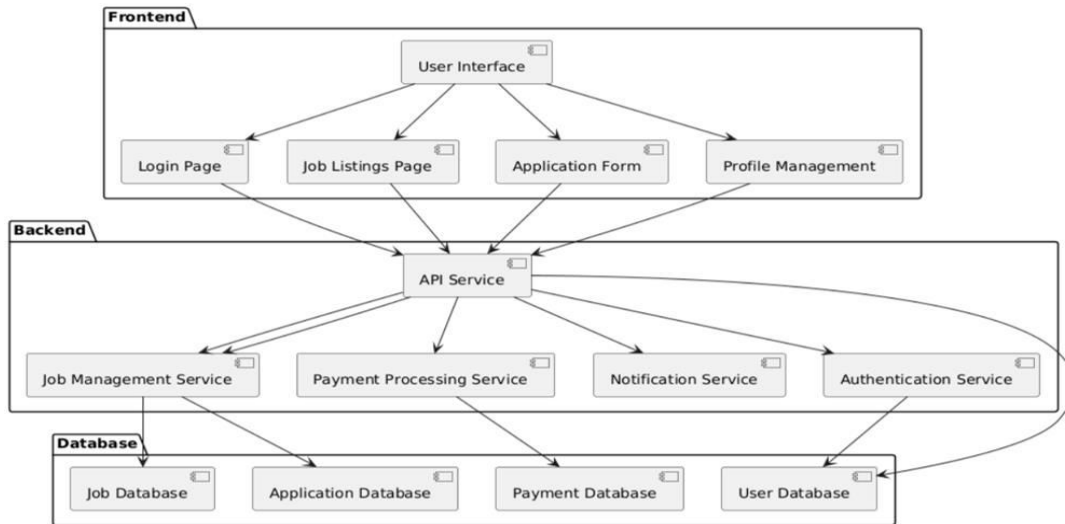 Frontend
User Interface
Login Page
Job Listings Page
Application Form
Profile Management
Backend
API Service
Job Management Service
Payment Processing Service
Notification Service
Authentication Service
Database
Job Database
Application Database
Payment Database
User Database